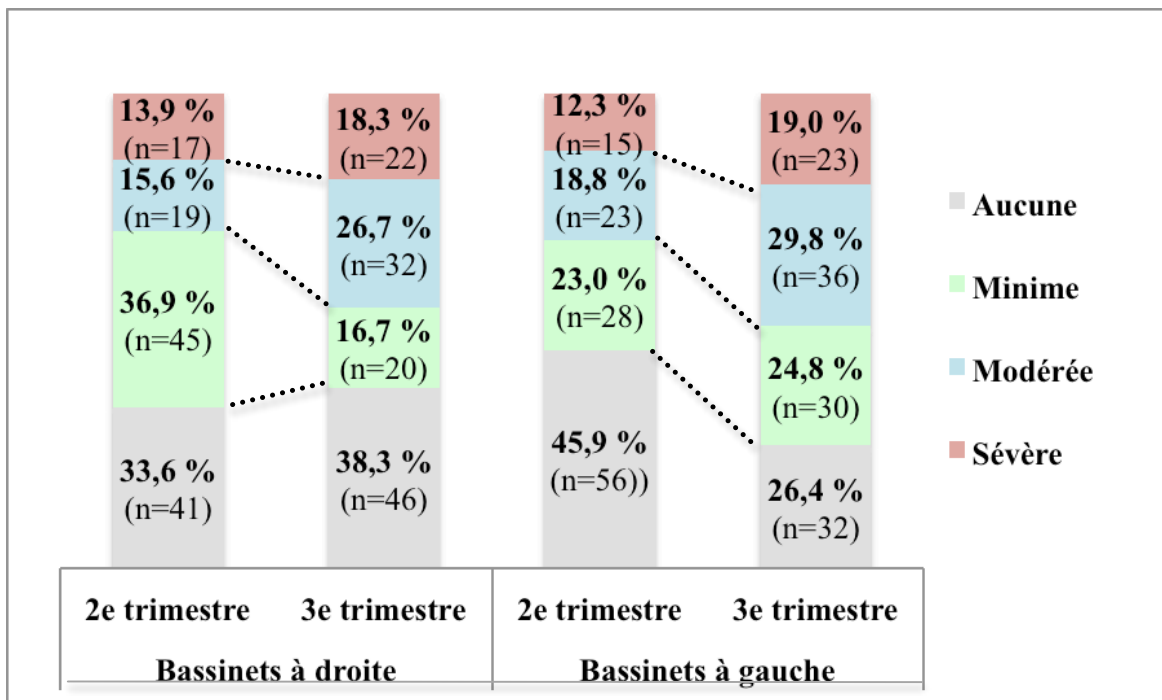 13,9 %
(n=17)
15,6 %
(n=19)
36,9 %
(n=45)
33,6 %
(n=41)
18,3 %
(n=22)
26,7 %
(n=32)
16,7 %
(n=20)
38,3 %
(n=46)
12,3 %
(n=15)
18,8 %
(n=23)
23,0 %
(n=28)
45,9 %
(n=56))
19,0 %
(n=23)
29,8 %
(n=36)
24,8 %
(n=30)
26,4 %
(n=32)
Aucune
Minime
Modérée
Sévère
2e trimestre 3e trimestre 2e trimestre 3e trimestre
Bassinets à droite Bassinets à gauche